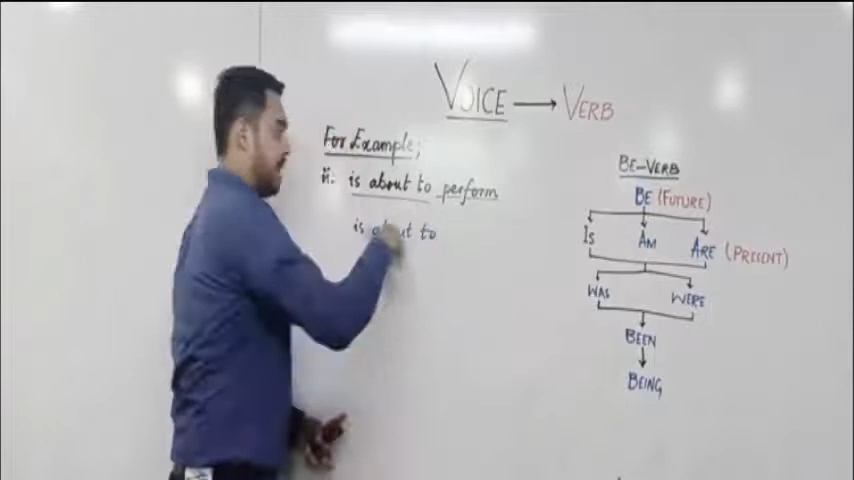 VOICE → VERB
For Example;
ii. is about to perform
is about to
BE-VERB
BE (FUTURE)
IS AM ARE (PRESENT)
WAS WERE
BEEN
BEING